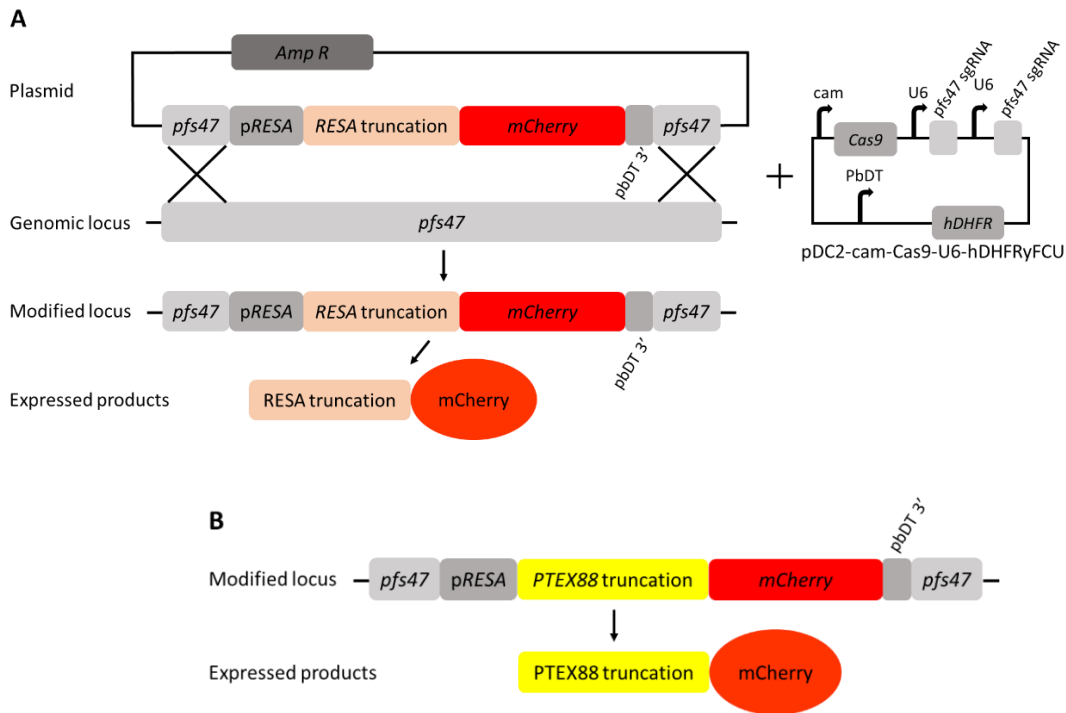 A
Amp R
Plasmid
pfs47 pRESA RESA truncation mCherry pfs47
pbDT 3′
Genomic locus
pfs47
Modified locus
pfs47 pRESA RESA truncation mCherry pfs47
pbDT 3′
Expressed products
RESA truncation mCherry
+
cam U6 pfs47 sgRNA U6 pfs47 sgRNA
Cas9
PbDT
hDHFR
pDC2-cam-Cas9-U6-hDHFRyFCU
B
pbDT 3′
Modified locus
pfs47 pRESA PTEX88 truncation mCherry pfs47
Expressed products
PTEX88 truncation mCherry